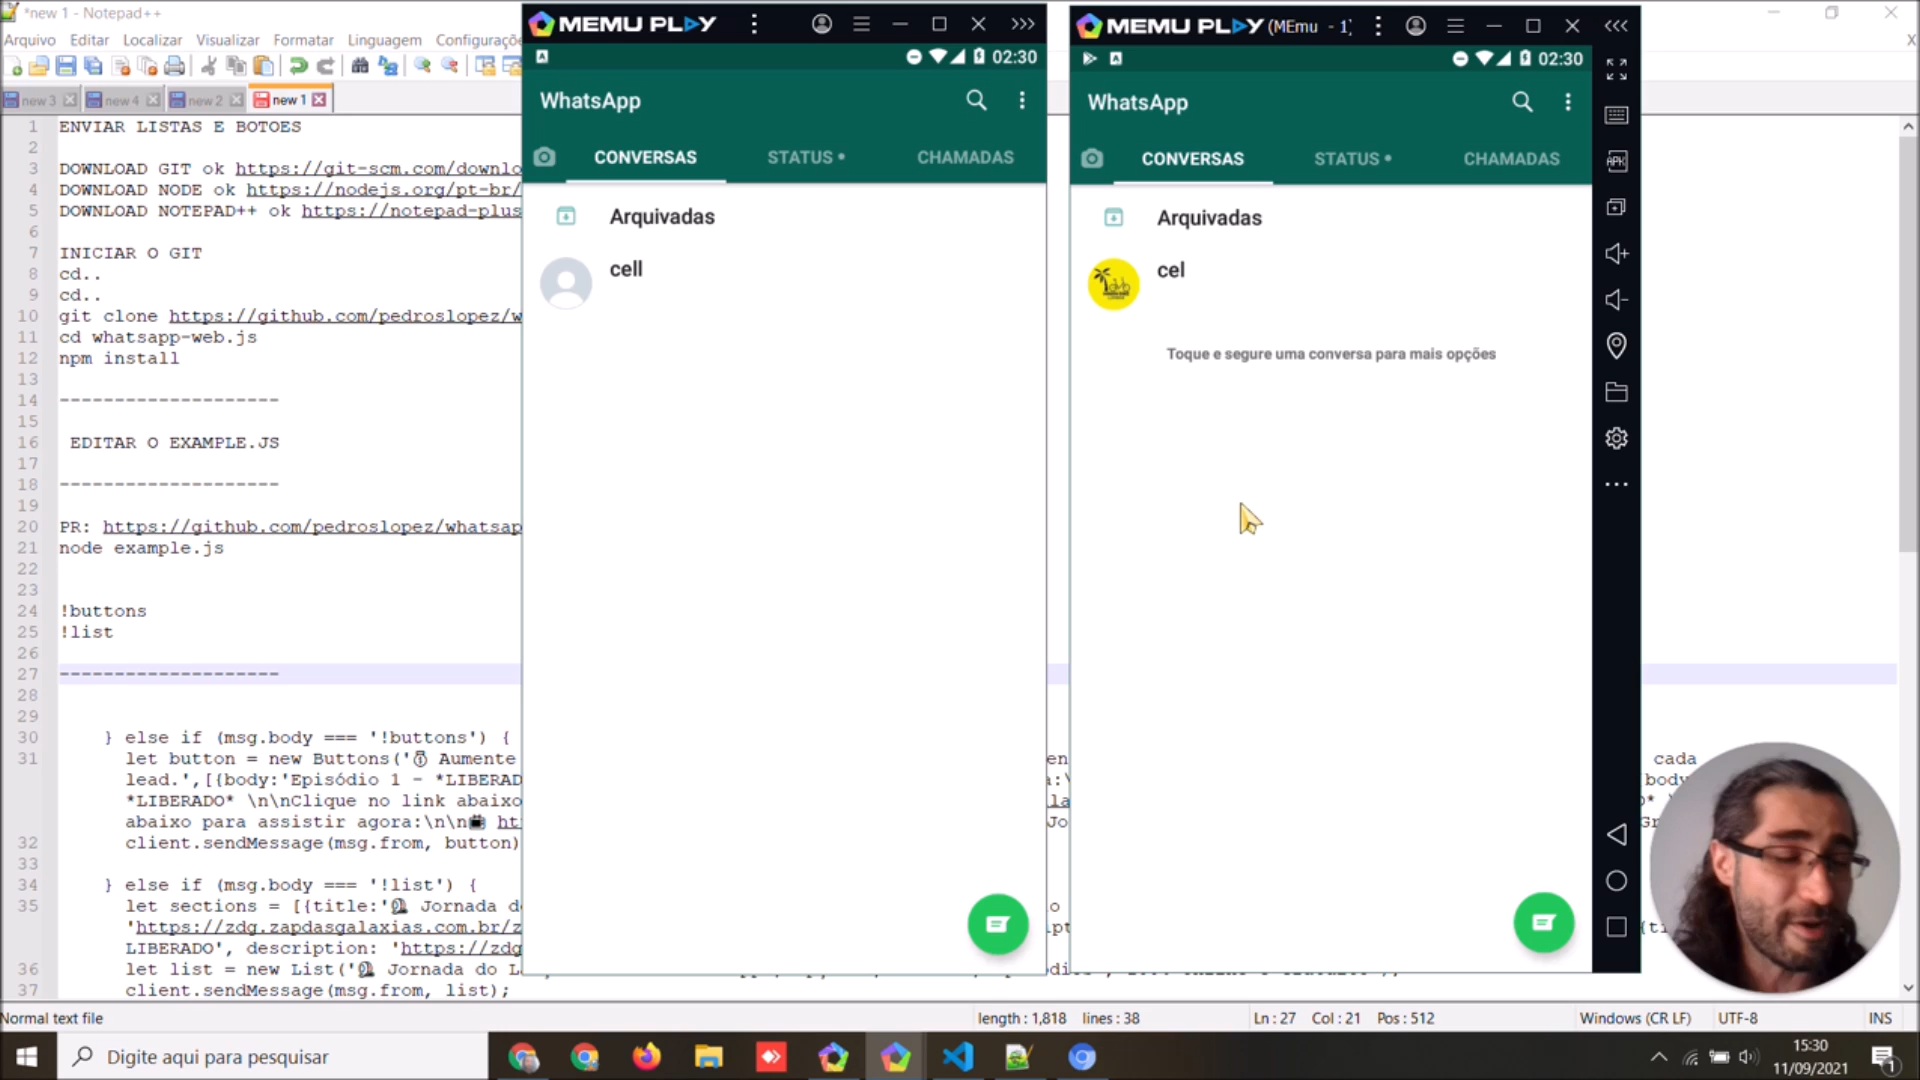 *new 1 - Notepad++
Arquivo Editar Localizar Visualizar Formatar Linguagem Configuraçõe
new 3 new 4 new 2 new 1
1 ENVIAR LISTAS E BOTOES
2
3 DOWNLOAD GIT ok https://git-scm.com/downlo
4 DOWNLOAD NODE ok https://nodejs.org/pt-br/
5 DOWNLOAD NOTEPAD++ ok https://notepad-plus
6
7 INICIAR O GIT
8 cd..
9 cd..
10 git clone https://github.com/pedroslopez/w
11 cd whatsapp-web.js
12 npm install
13
14 --------------------
15
16 EDITAR O EXAMPLE.JS
17
18 --------------------
19
20 PR: https://github.com/pedroslopez/whatsap
21 node example.js
22
23
24 !buttons
25 !list
26
27 --------------------
28
29
30 } else if (msg.body === '!buttons') {
31 let button = new Buttons(' Aumente en cada
lead.',[{body:'Episódio 1 - *LIBERAD a:\ body
*LIBERADO* \n\nClique no link abaixo la
abaixo para assistir agora:\n\n ht Jo Gr
32 client.sendMessage(msg.from, button)
33
34 } else if (msg.body === '!list') {
35 let sections = [{title:' Jornada d
'https://zdg.zapdasgalaxias.com.br/z ipt {ti
LIBERADO', description: 'https://zdg
36 let list = new List(' Jornada do L
37 client.sendMessage(msg.from, list);
Normal text file length : 1,818 lines : 38 Ln : 27 Col : 21 Pos : 512 Windows (CR LF) UTF-8 INS
MEMU PLAY
02:30
WhatsApp
CONVERSAS STATUS • CHAMADAS
Arquivadas
cell
MEMU PLAY (MEmu - 1)
02:30
WhatsApp
CONVERSAS STATUS • CHAMADAS
Arquivadas
cel
Toque e segure uma conversa para mais opções
APK
Digite aqui para pesquisar
15:30
11/09/2021
1